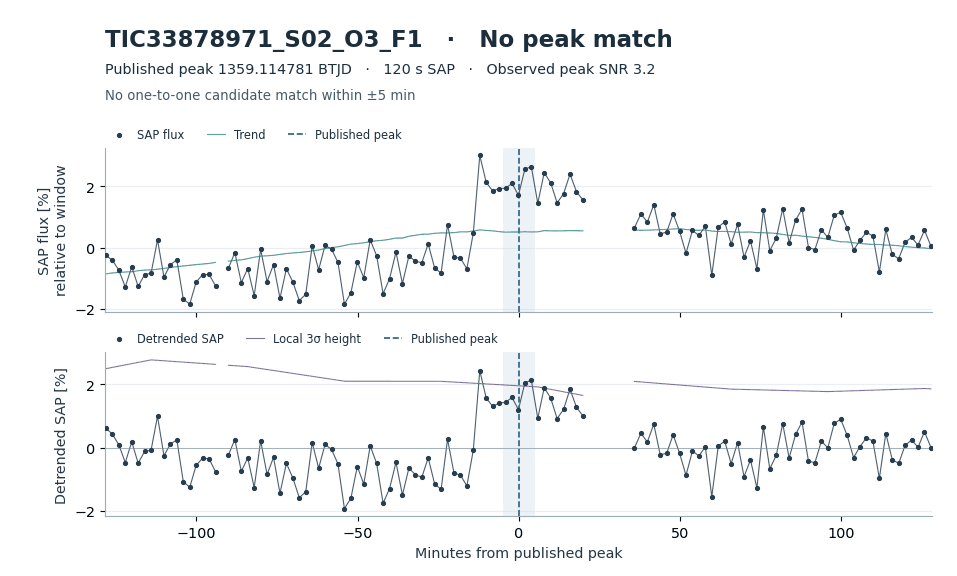 TIC33878971_S02_O3_F1 · No peak match
Published peak 1359.114781 BTJD · 120 s SAP · Observed peak SNR 3.2
No one-to-one candidate match within ±5 min
SAP flux Trend Published peak
SAP flux [%]
relative to window
2
0
−2
Detrended SAP Local 3σ height Published peak
Detrended SAP [%]
2
0
−2
−100 −50 0 50 100
Minutes from published peak